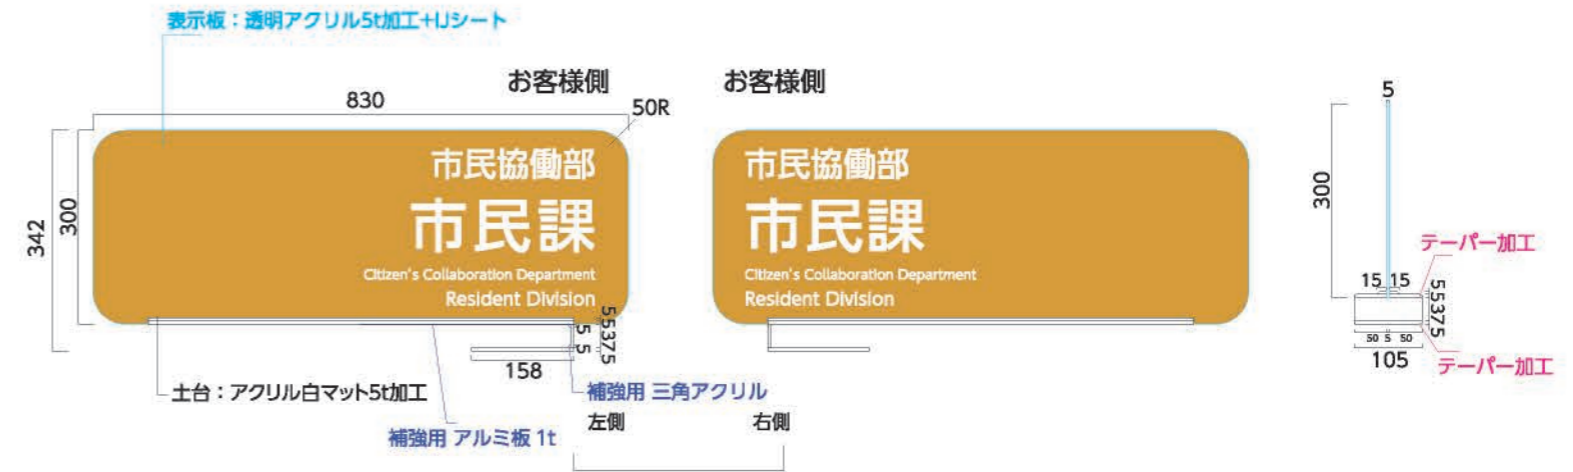 表示板：透明アクリル5t加工+IJシート
お客様側
お客様側
830
50R
342
300
市民協働部
市民課
Citizen's Collaboration Department
Resident Division
市民協働部
市民課
Citizen's Collaboration Department
Resident Division
5
300
テーパー加工
15 15
5 5 37 5
50 5 50
105
テーパー加工
5 5 37 5
5 5
158
土台：アクリル白マット5t加工
補強用 三角アクリル
補強用 アルミ板 1t
左側
右側